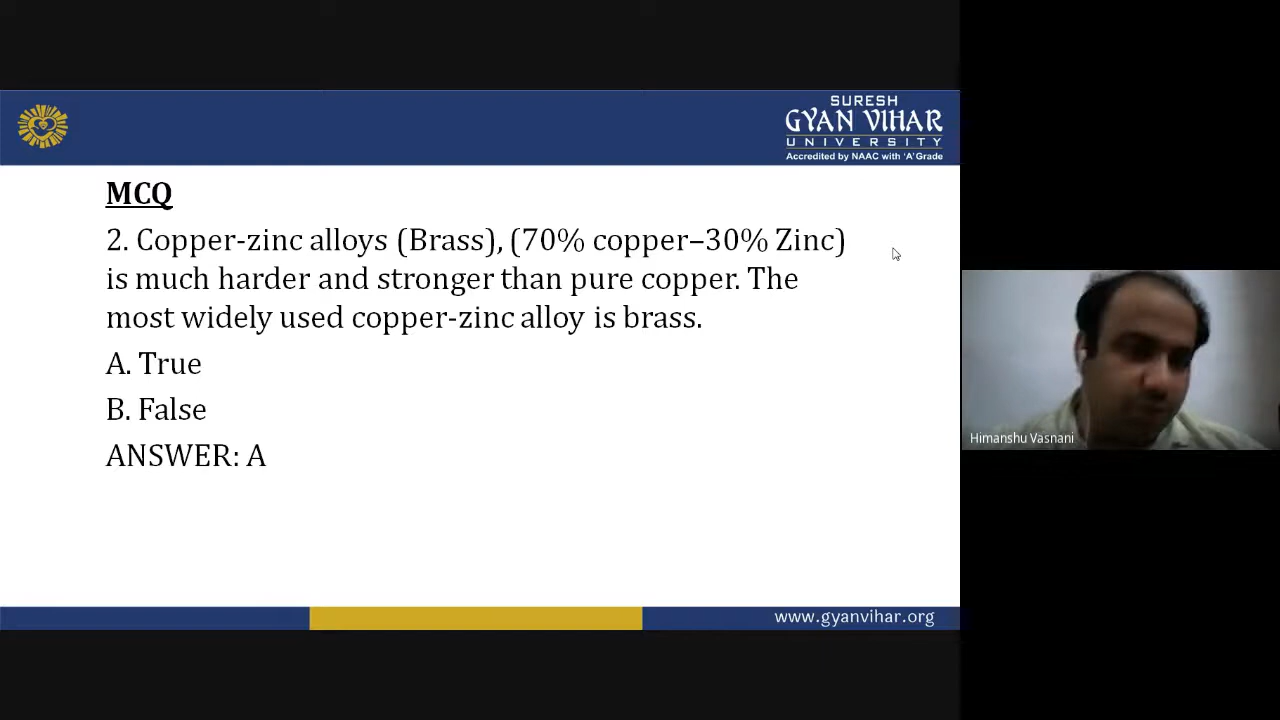 SURESH
GYAN VIHAR
UNIVERSITY
Accredited by NAAC with 'A' Grade
MCQ
2. Copper-zinc alloys (Brass), (70% copper–30% Zinc)
is much harder and stronger than pure copper. The
most widely used copper-zinc alloy is brass.
A. True
B. False
ANSWER: A
Himanshu Vasnani
www.gyanvihar.org